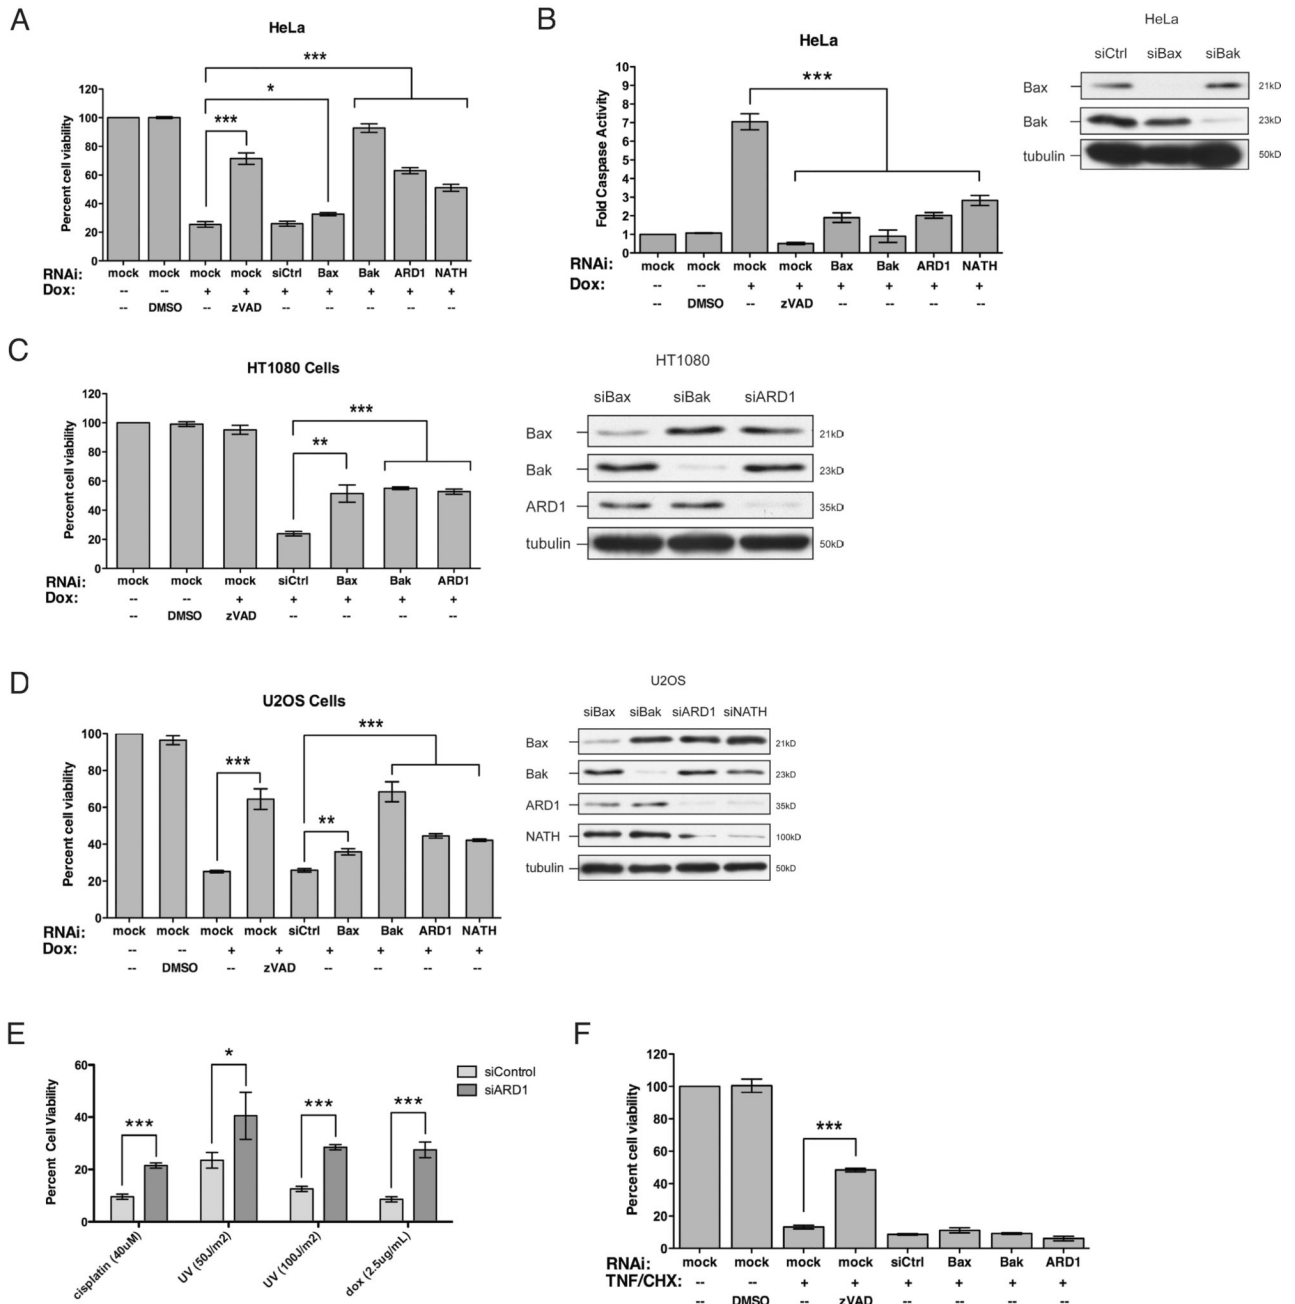 A
HeLa
Percent cell viability
120
100
80
60
40
20
0
***
*
***
RNAi: mock mock mock mock siCtrl Bax Bak ARD1 NATH
Dox: -- -- + + + + + + +
-- DMSO -- zVAD -- -- -- -- --
B
HeLa
Fold Caspase Activity
10
9
8
7
6
5
4
3
2
1
0
***
RNAi: mock mock mock mock Bax Bak ARD1 NATH
Dox: -- -- + + + + + +
-- DMSO -- zVAD -- -- -- --
HeLa
siCtrl siBax siBak
Bax 21kD
Bak 23kD
tubulin 50kD
C
HT1080 Cells
Percent cell viability
120
100
80
60
40
20
0
***
**
RNAi: mock mock mock siCtrl Bax Bak ARD1
Dox: -- -- + + + + +
-- DMSO zVAD -- -- -- --
HT1080
siBax siBak siARD1
Bax 21kD
Bak 23kD
ARD1 35kD
tubulin 50kD
D
U2OS Cells
Percent cell viability
100
80
60
40
20
0
***
***
**
RNAi: mock mock mock mock siCtrl Bax Bak ARD1 NATH
Dox: -- -- + + + + + +
-- DMSO -- zVAD -- -- -- --
U2OS
siBax siBak siARD1 siNATH
Bax 21kD
Bak 23kD
ARD1 35kD
NATH 100kD
tubulin 50kD
E
Percent Cell Viability
60
40
20
0
***
*
***
***
siControl
siARD1
cisplatin (40uM)
UV (50J/m2)
UV (100J/m2)
dox (2.5ug/mL)
F
Percent cell viability
120
100
80
60
40
20
0
***
RNAi: mock mock mock mock siCtrl Bax Bak ARD1
TNF/CHX: -- -- + + + + + +
-- DMSO -- zVAD -- -- -- --